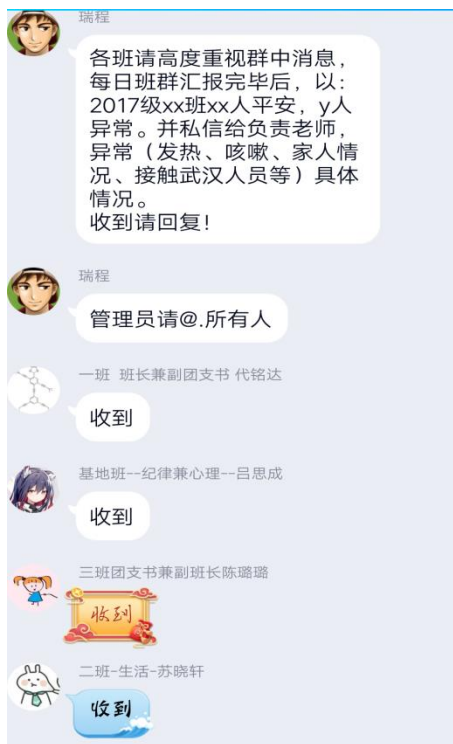 瑞程
各班请高度重视群中消息，
每日班群汇报完毕后，以：
2017级xx班xx人平安，y人
异常。并私信给负责老师，
异常（发热、咳嗽、家人情
况、接触武汉人员等）具体
情况。
收到请回复！
瑞程
管理员请@.所有人
一班 班长兼副团支书 代铭达
收到
基地班--纪律兼心理--吕思成
收到
三班团支书兼副班长陈璐璐
收到
二班-生活-苏晓轩
收到